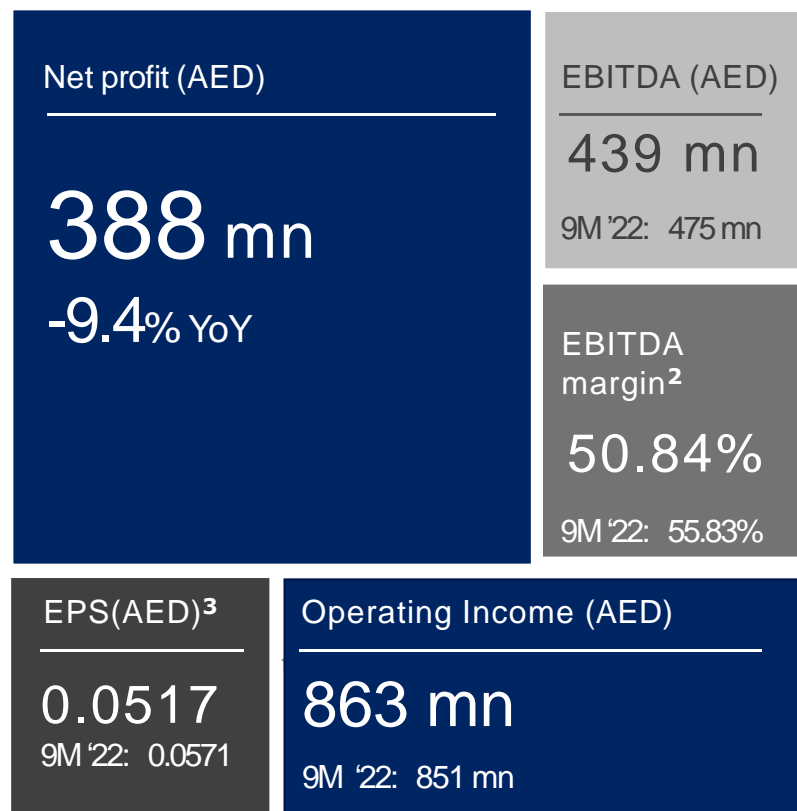 Net profit (AED)
388 mn
-9.4% YoY
EBITDA (AED)
439 mn
9M '22: 475 mn
EBITDA
margin²
50.84%
9M '22: 55.83%
EPS(AED)³
0.0517
9M '22: 0.0571
Operating Income (AED)
863 mn
9M '22: 851 mn